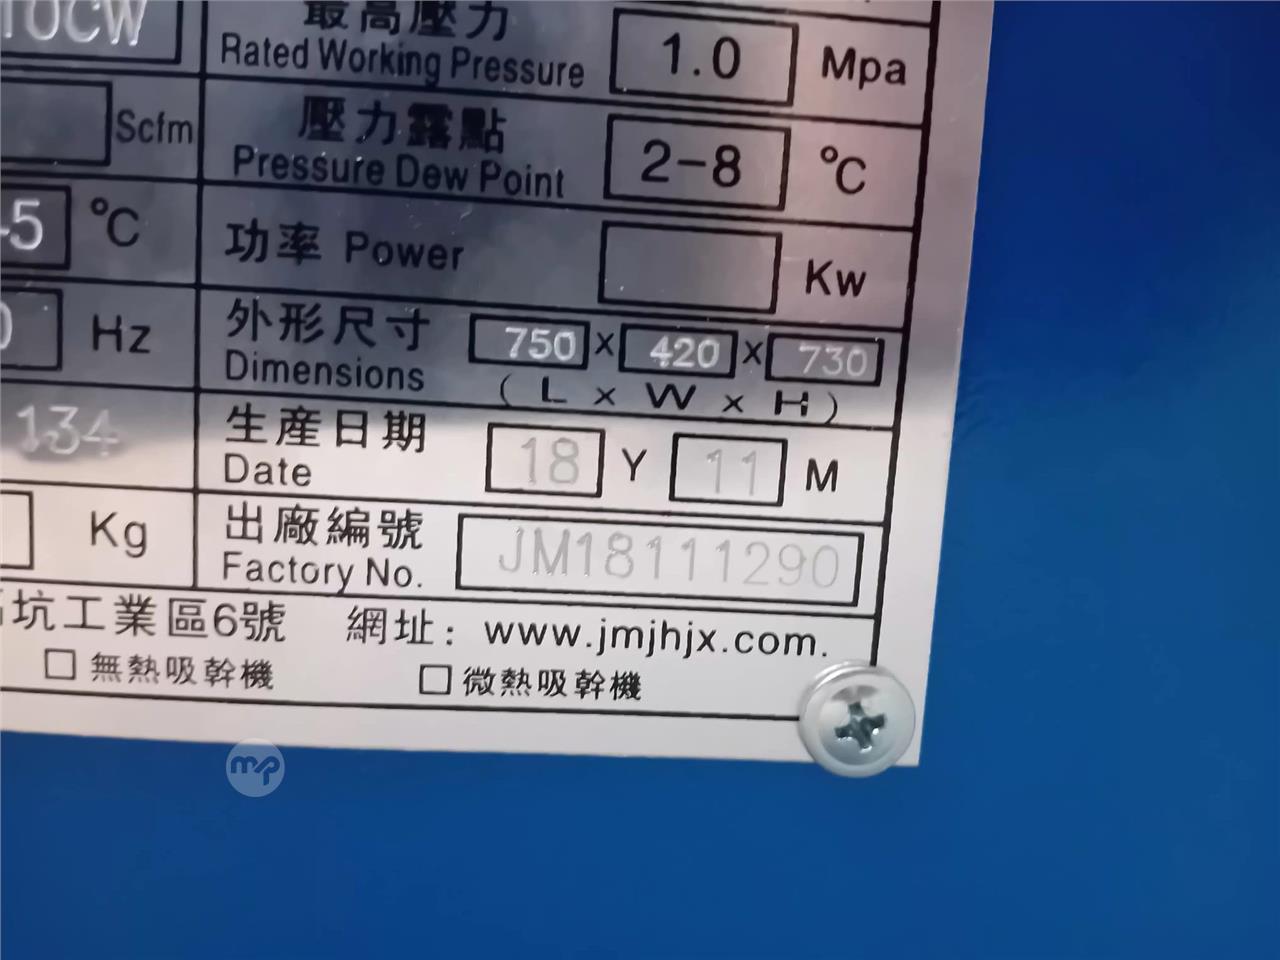 10CW
最高壓力
Rated Working Pressure 1.0 Mpa
Scfm
壓力露點
Pressure Dew Point 2-8 °C
5 °C
功率 Power Kw
Hz
外形尺寸
Dimensions 750 x 420 x 730
( L x W x H )
134
生產日期
Date 18 Y 11 M
Kg
出廠編號
Factory No. JM18111290
坑工業區6號 網址: www.jmjhjx.com.
□ 無熱吸幹機 □ 微熱吸幹機
mp